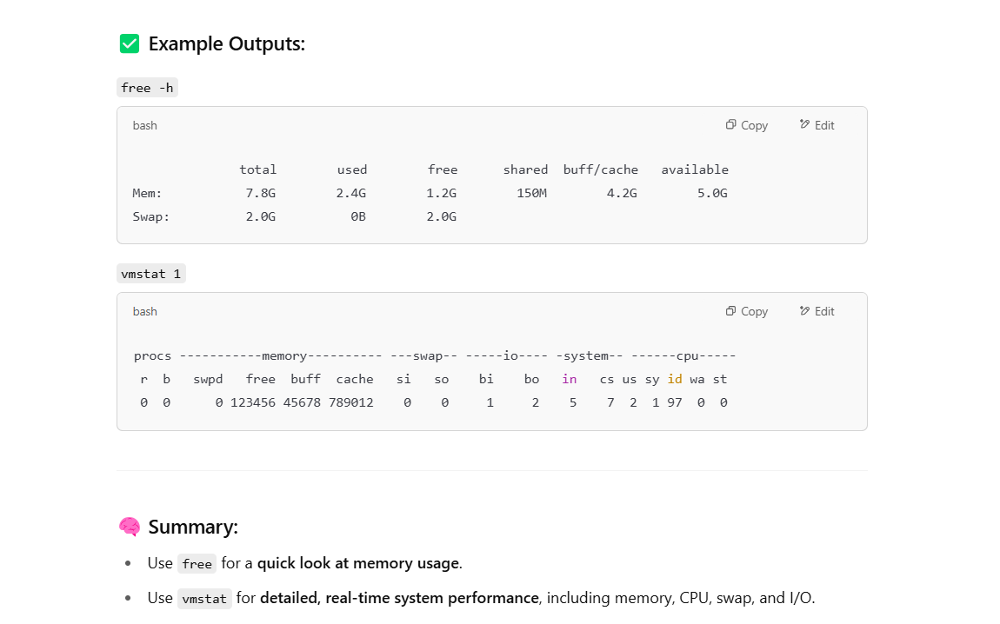 ✅ Example Outputs:
free -h
bash Copy Edit
total used free shared buff/cache available
Mem: 7.8G 2.4G 1.2G 150M 4.2G 5.0G
Swap: 2.0G 0B 2.0G
vmstat 1
bash Copy Edit
procs -----------memory---------- ---swap-- -----io---- -system-- ------cpu-----
r b swpd free buff cache si so bi bo in cs us sy id wa st
0 0 0 123456 45678 789012 0 0 1 2 5 7 2 1 97 0 0
🧠 Summary:
• Use free for a quick look at memory usage.
• Use vmstat for detailed, real-time system performance, including memory, CPU, swap, and I/O.